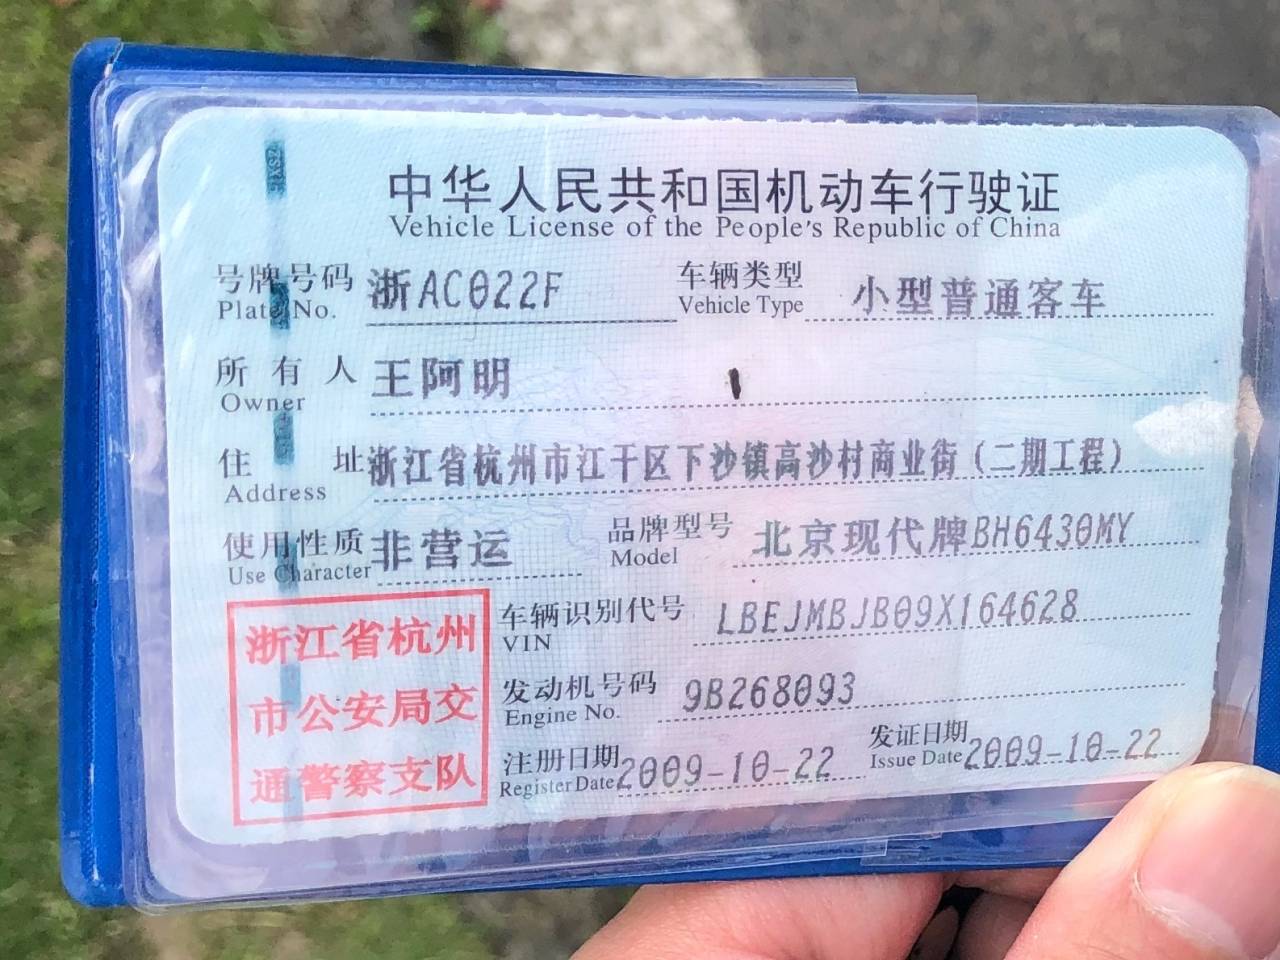 中华人民共和国机动车行驶证
Vehicle License of the People's Republic of China
号牌号码 浙AC022F 车辆类型 小型普通客车
Plate No. Vehicle Type
所有人 王阿明
Owner
住址 浙江省杭州市江干区下沙镇高沙村商业街(二期工程)
Address
使用性质 非营运 品牌型号 北京现代牌BH6430MY
Use Character Model
车辆识别代号 LBEJMBJB09X164628
VIN
发动机号码 9B268093
Engine No.
注册日期 2009-10-22 发证日期 2009-10-22
Register Date Issue Date
浙江省杭州
市公安局交
通警察支队